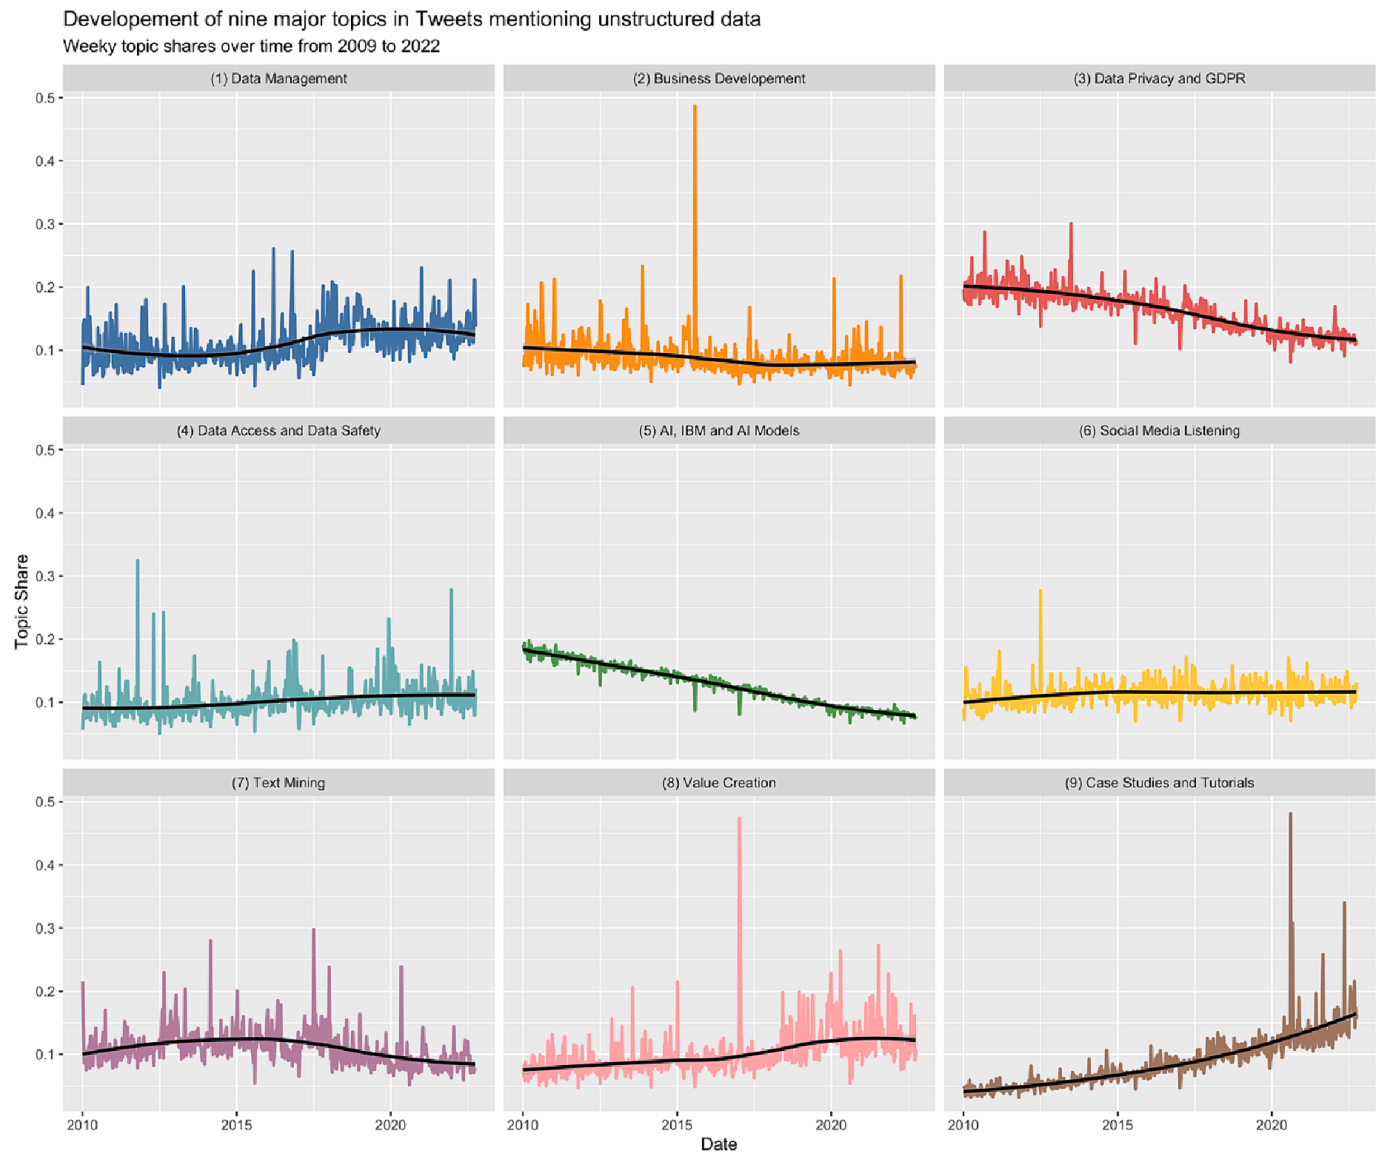 Developement of nine major topics in Tweets mentioning unstructured data
Weeky topic shares over time from 2009 to 2022
(1) Data Management
(2) Business Developement
(3) Data Privacy and GDPR
0.5
0.4
0.3
0.2
0.1
(4) Data Access and Data Safety
(5) AI, IBM and AI Models
(6) Social Media Listening
0.5
0.4
0.3
0.2
0.1
Topic Share
(7) Text Mining
(8) Value Creation
(9) Case Studies and Tutorials
0.5
0.4
0.3
0.2
0.1
2010 2015 2020 2010 2015 2020 2010 2015 2020
Date